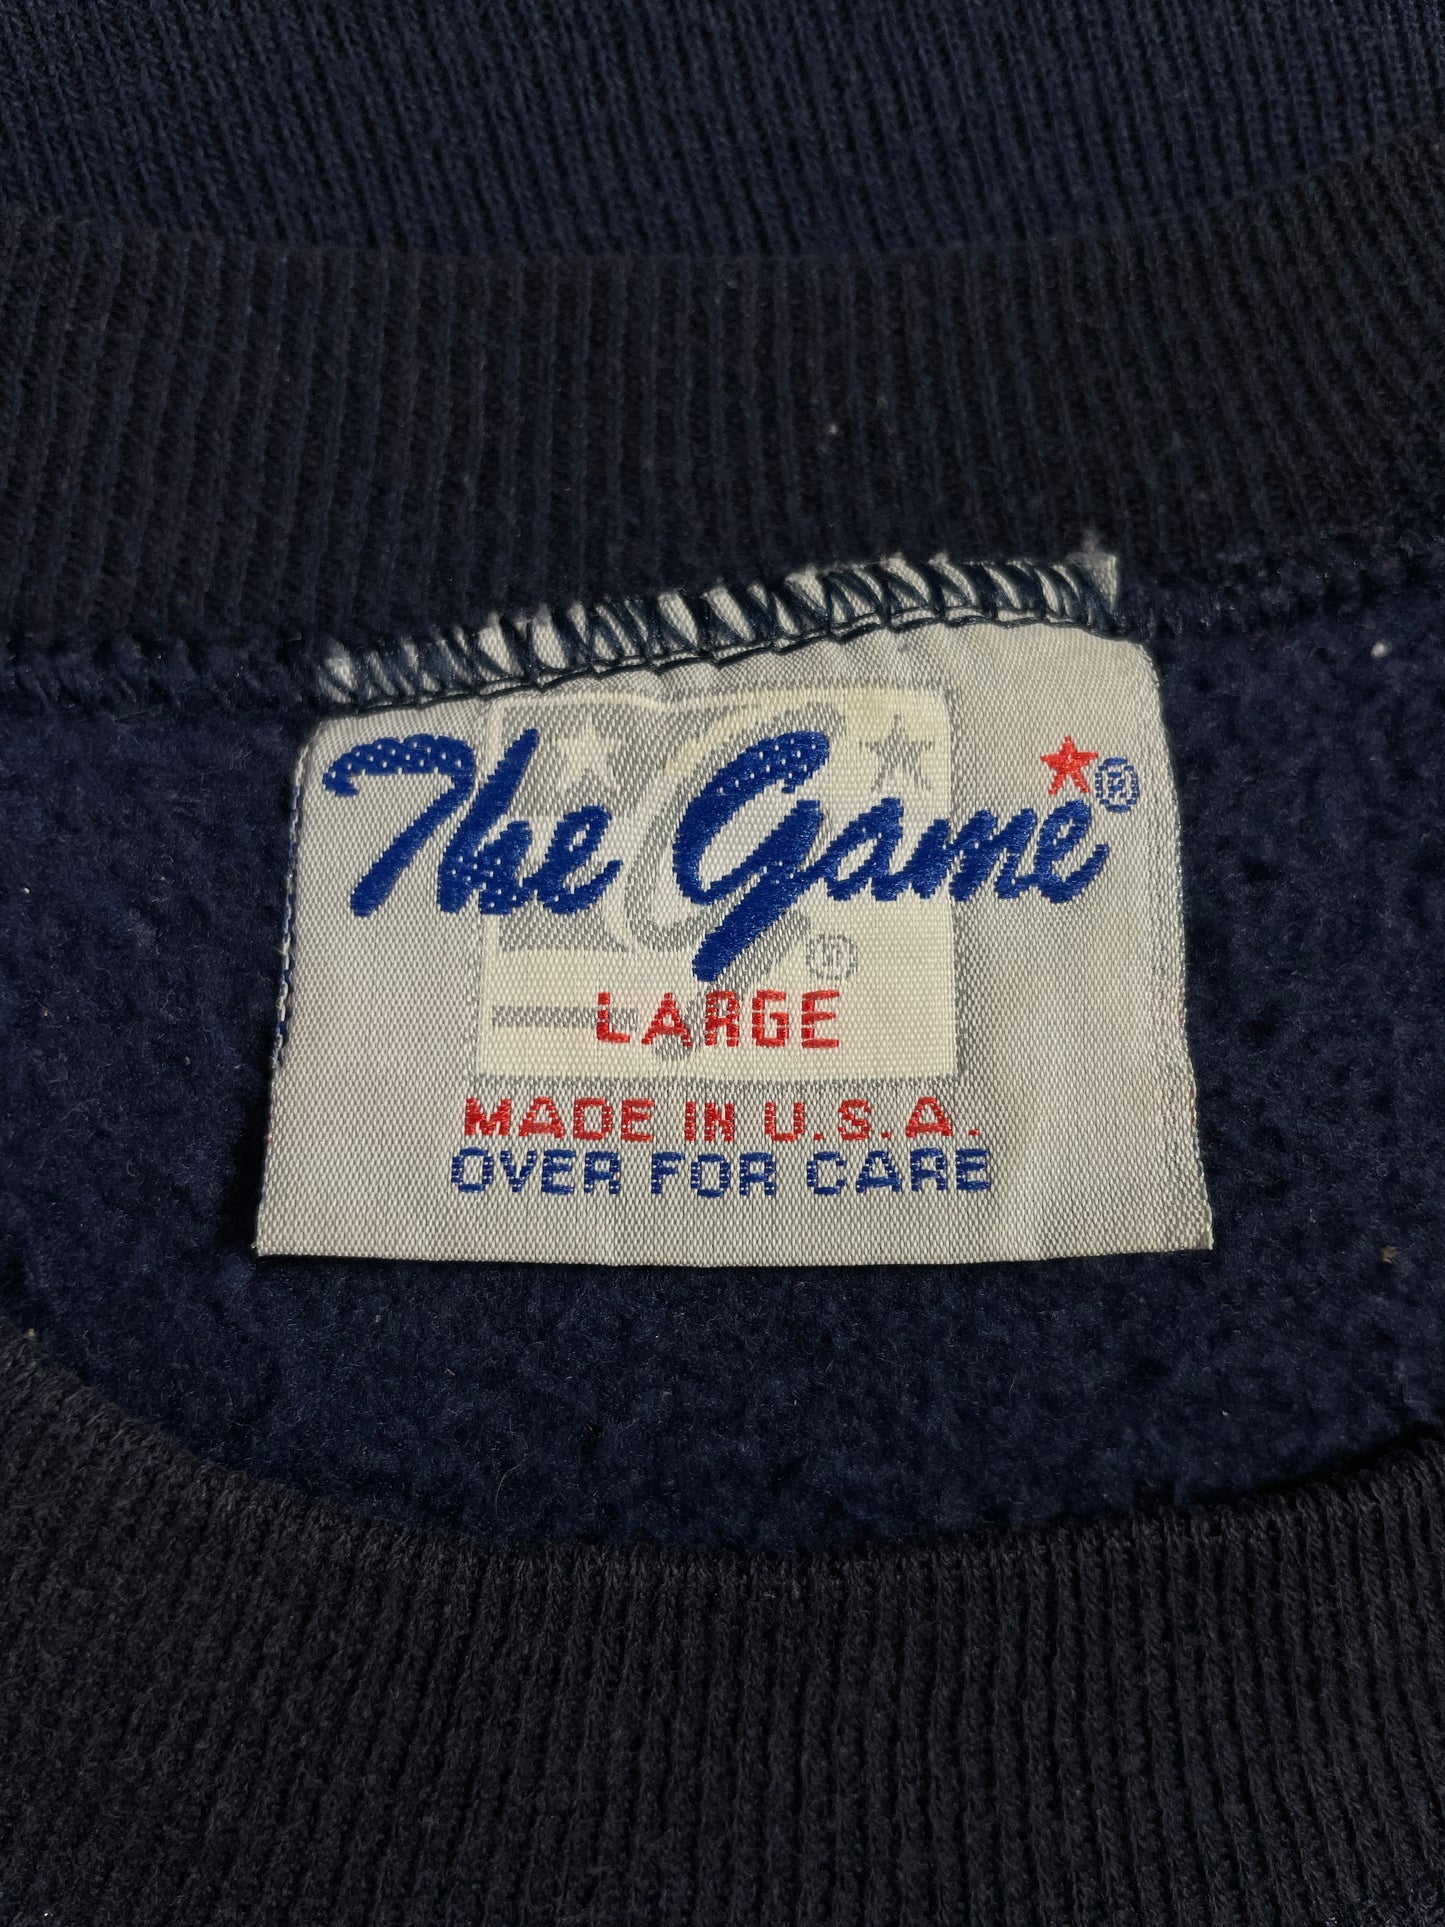 The Game ®
®
LARGE
MADE IN U.S.A.
OVER FOR CARE